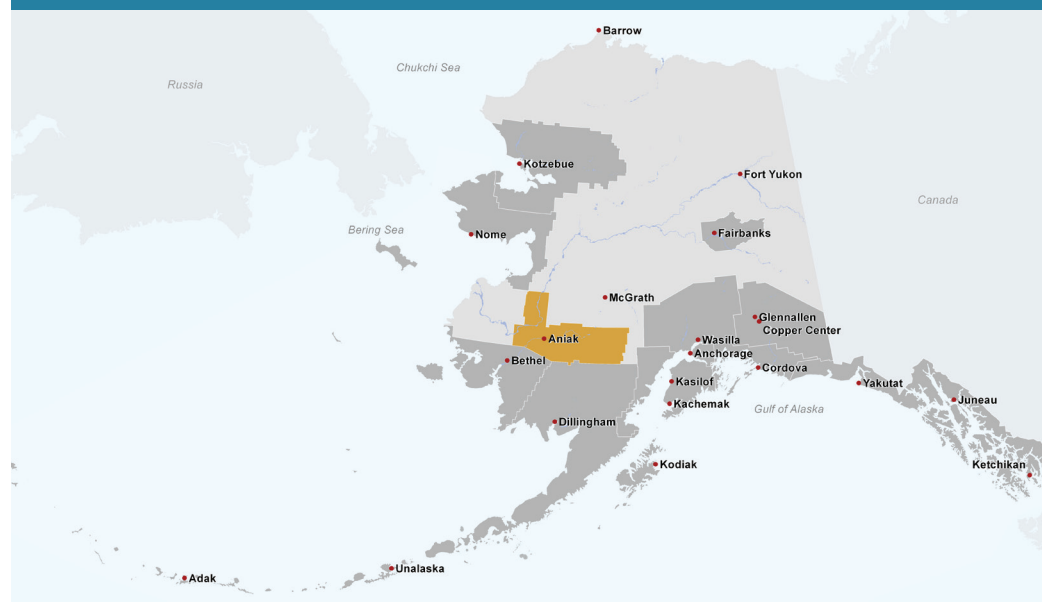 Barrow
Chukchi Sea
Russia
Kotzebue
Fort Yukon
Canada
Bering Sea
Nome
Fairbanks
McGrath
Glennallen
Copper Center
Aniak
Wasilla
Anchorage
Bethel
Cordova
Kasilof
Yakutat
Kachemak
Gulf of Alaska
Juneau
Dillingham
Kodiak
Ketchikan
Unalaska
Adak